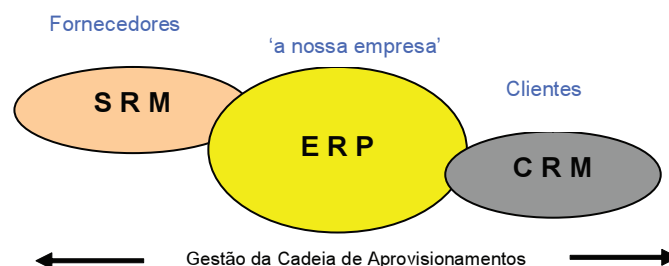 Fornecedores
‘a nossa empresa’
Clientes
S R M
E R P
C R M
Gestão da Cadeia de Aprovisionamentos